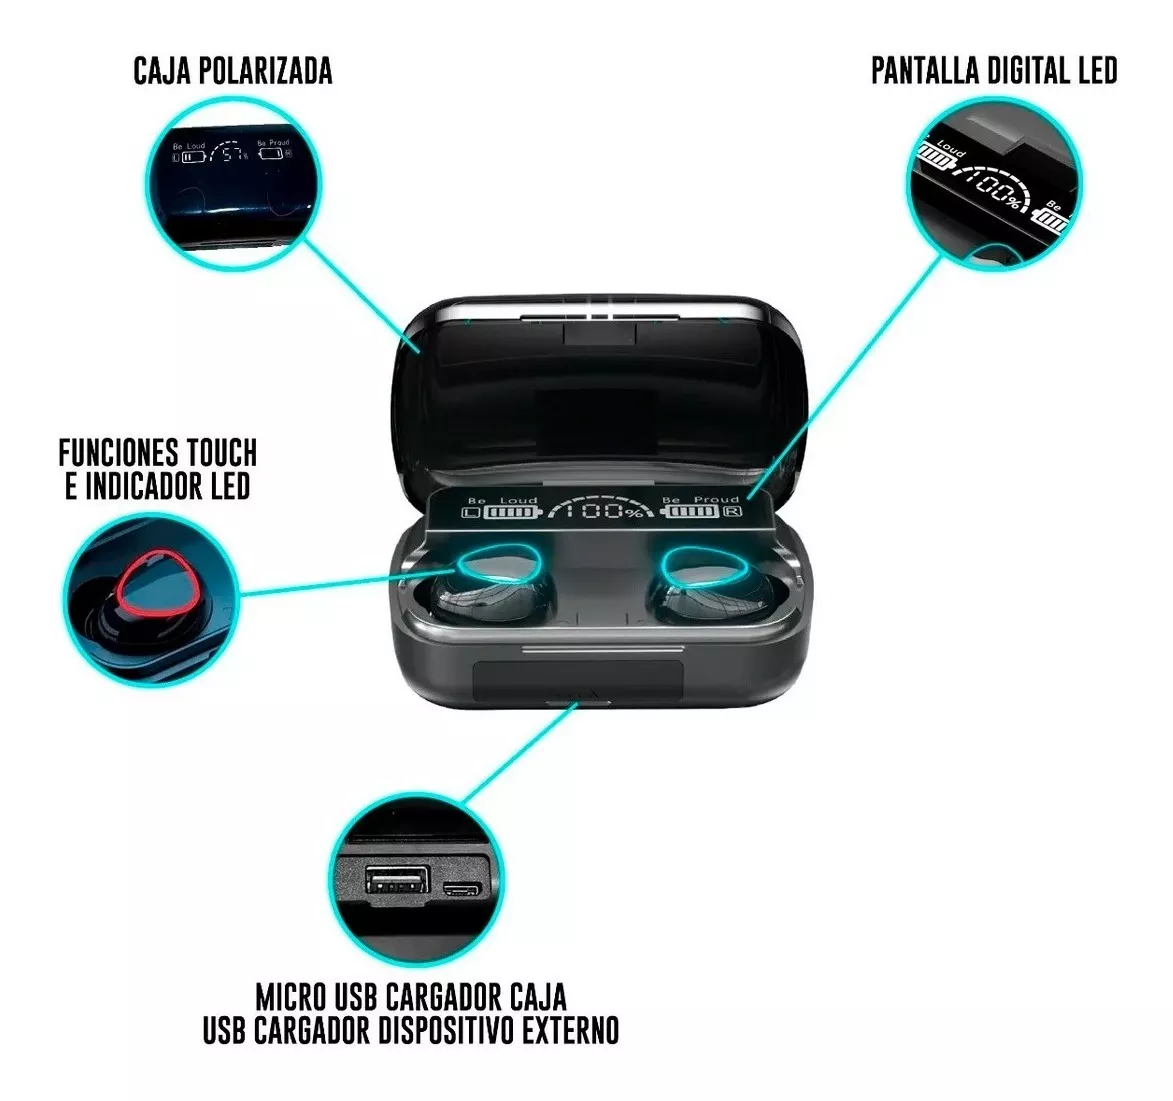 CAJA POLARIZADA
PANTALLA DIGITAL LED
Be Loud Be Proud
L 57% R
Loud
100%
Be
FUNCIONES TOUCH
E INDICADOR LED
Be Loud Be Proud
L 100% R
MICRO USB CARGADOR CAJA
USB CARGADOR DISPOSITIVO EXTERNO